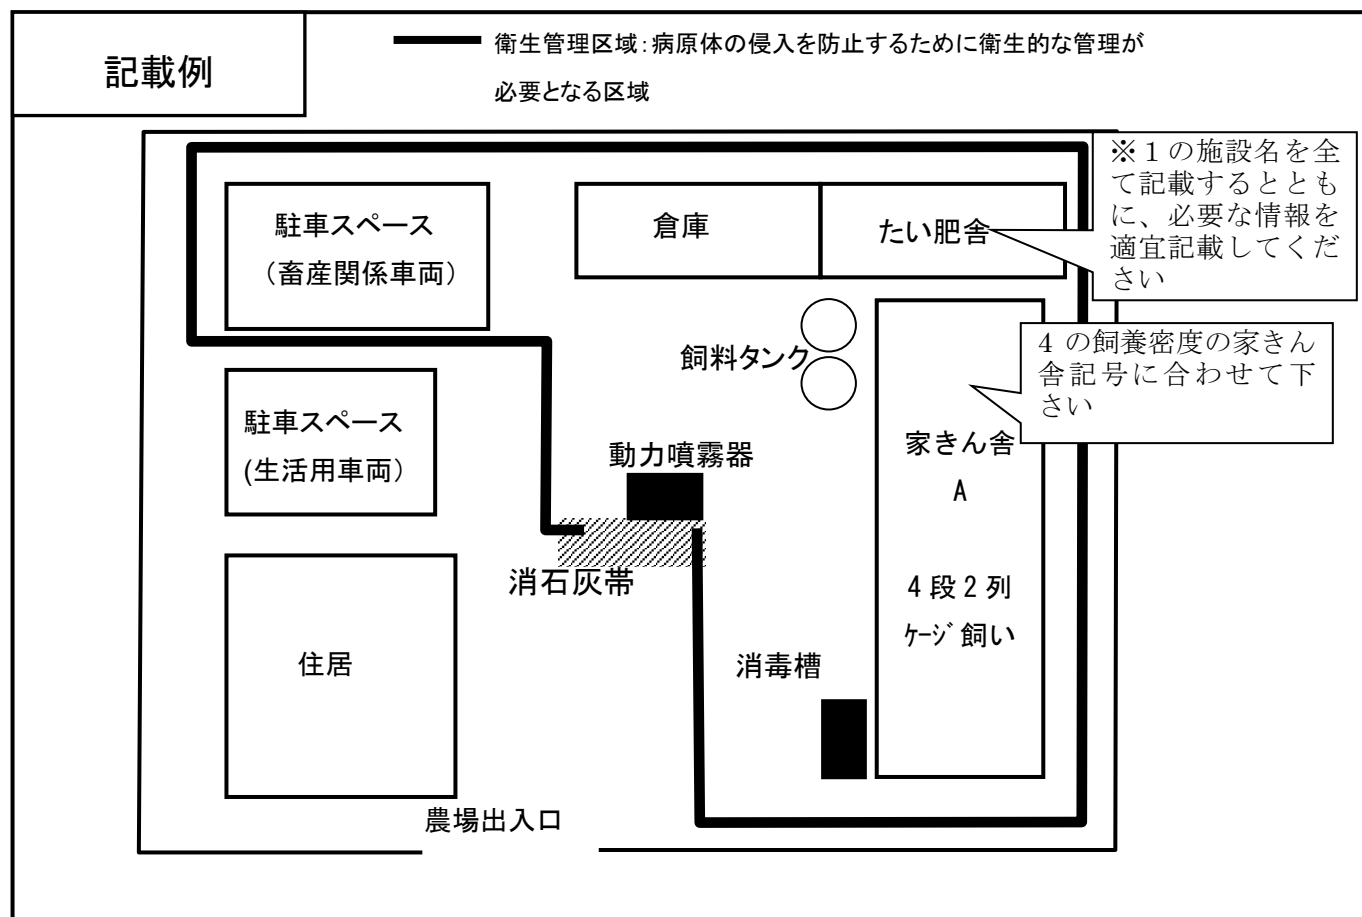 記載例
衛生管理区域：病原体の侵入を防止するために衛生的な管理が
必要となる区域
※１の施設名を全
て記載するととも
に、必要な情報を
適宜記載してくだ
さい
駐車スペース
（畜産関係車両）
倉庫
たい肥舎
飼料タンク
4 の飼養密度の家きん
舎記号に合わせて下
さい
駐車スペース
(生活用車両）
動力噴霧器
家きん舎
A
消石灰帯
４段２列
ｹｰｼﾞ飼い
住居
消毒槽
農場出入口